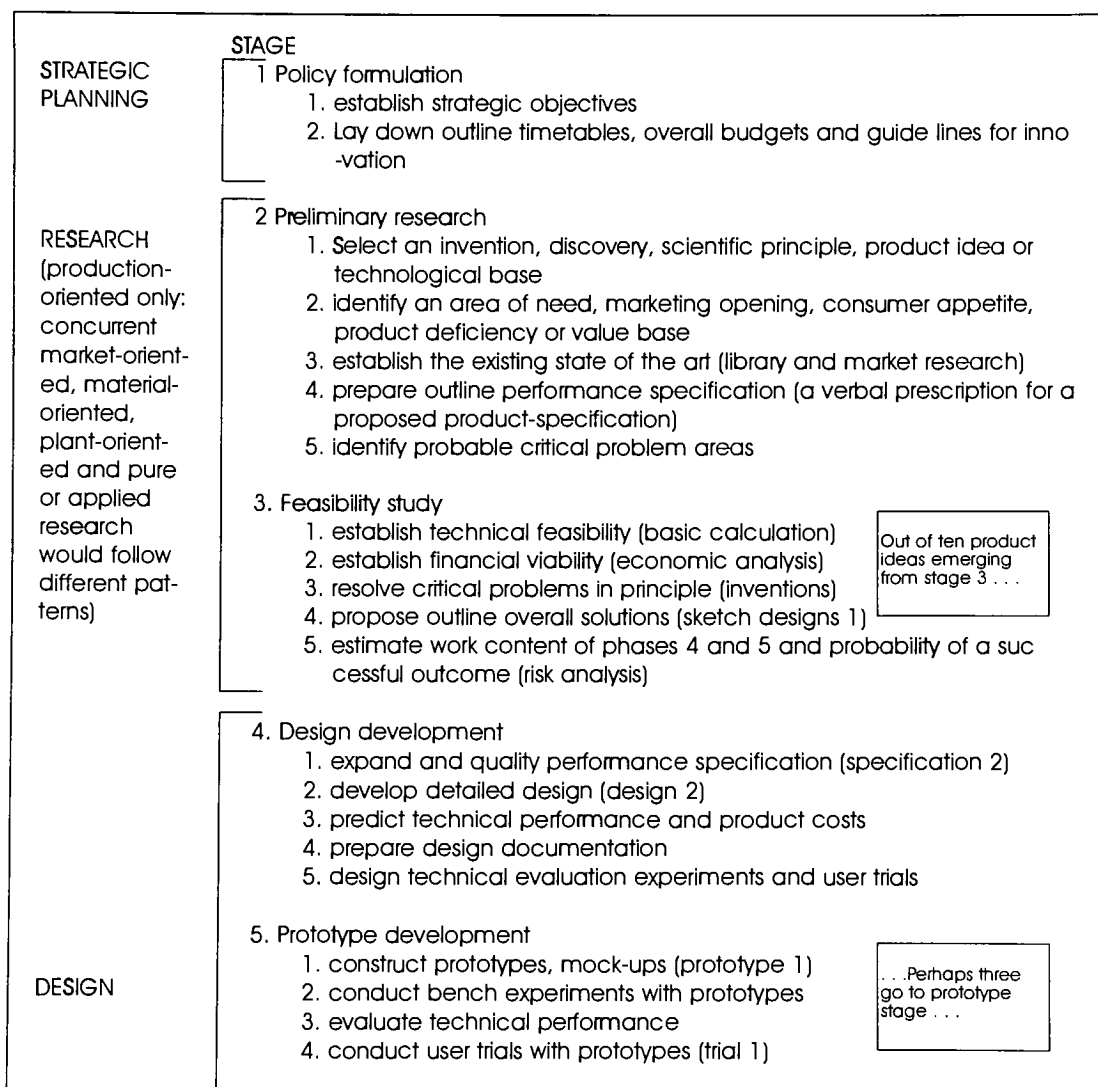 STAGE
STRATEGIC
PLANNING
1 Policy formulation
1. establish strategic objectives
2. Lay down outline timetables, overall budgets and guide lines for inno
-vation
RESEARCH
(production-
oriented only:
concurrent
market-orient-
ed, material-
oriented,
plant-orient-
ed and pure
or applied
research
would follow
different pat-
terns)
2 Preliminary research
1. Select an invention, discovery, scientific principle, product idea or
technological base
2. identify an area of need, marketing opening, consumer appetite,
product deficiency or value base
3. establish the existing state of the art (library and market research)
4. prepare outline performance specification (a verbal prescription for a
proposed product-specification)
5. identify probable critical problem areas
3. Feasibility study
1. establish technical feasibility (basic calculation)
2. establish financial viability (economic analysis)
3. resolve critical problems in principle (inventions)
4. propose outline overall solutions (sketch designs 1)
5. estimate work content of phases 4 and 5 and probability of a suc
cessful outcome (risk analysis)
Out of ten product
ideas emerging
from stage 3 . . .
DESIGN
4. Design development
1. expand and quality performance specification (specification 2)
2. develop detailed design (design 2)
3. predict technical performance and product costs
4. prepare design documentation
5. design technical evaluation experiments and user trials
5. Prototype development
1. construct prototypes, mock-ups (prototype 1)
2. conduct bench experiments with prototypes
3. evaluate technical performance
4. conduct user trials with prototypes (trial 1)
. . .Perhaps three
go to prototype
stage . . .